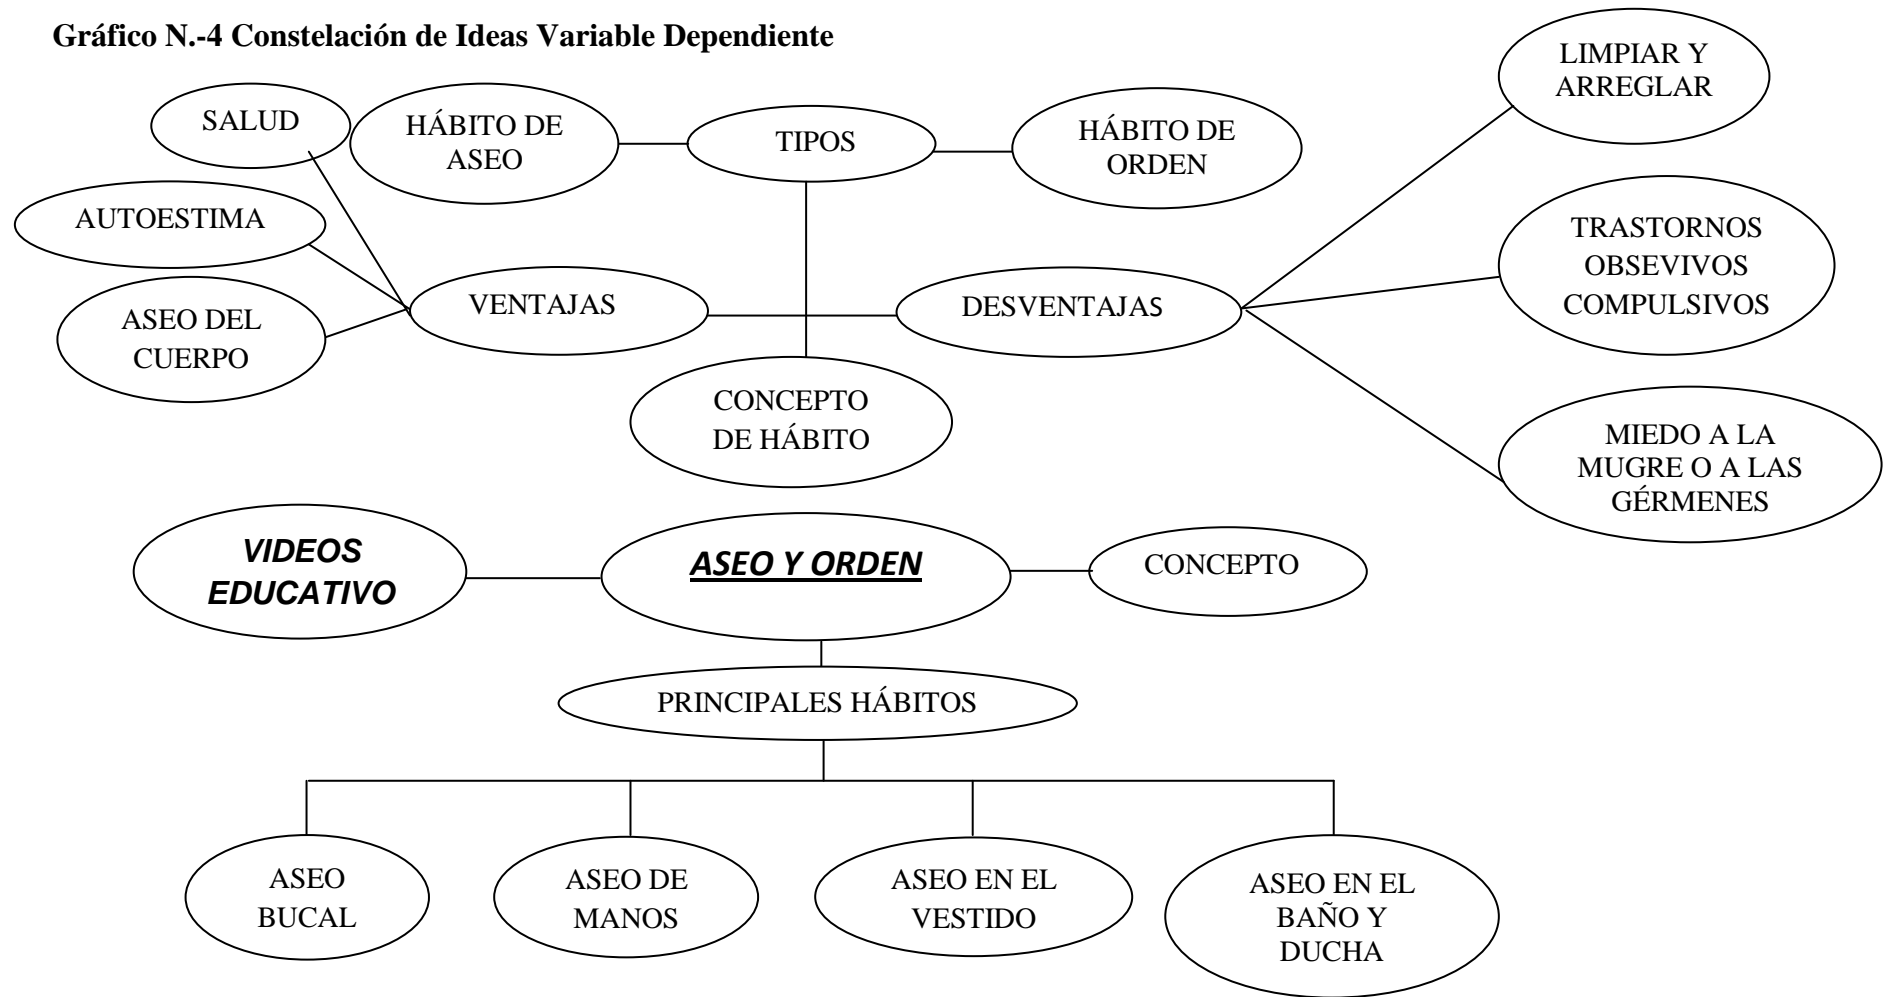 Gráfico N.-4 Constelación de Ideas Variable Dependiente
LIMPIAR Y
ARREGLAR
SALUD
HÁBITO DE
ASEO
TIPOS
HÁBITO DE
ORDEN
AUTOESTIMA
TRASTORNOS
OBSEVIVOS
COMPULSIVOS
VENTAJAS
DESVENTAJAS
ASEO DEL
CUERPO
CONCEPTO
DE HÁBITO
MIEDO A LA
MUGRE O A LAS
GÉRMENES
VIDEOS
EDUCATIVO
ASEO Y ORDEN
CONCEPTO
PRINCIPALES HÁBITOS
ASEO
BUCAL
ASEO DE
MANOS
ASEO EN EL
VESTIDO
ASEO EN EL
BAÑO Y
DUCHA